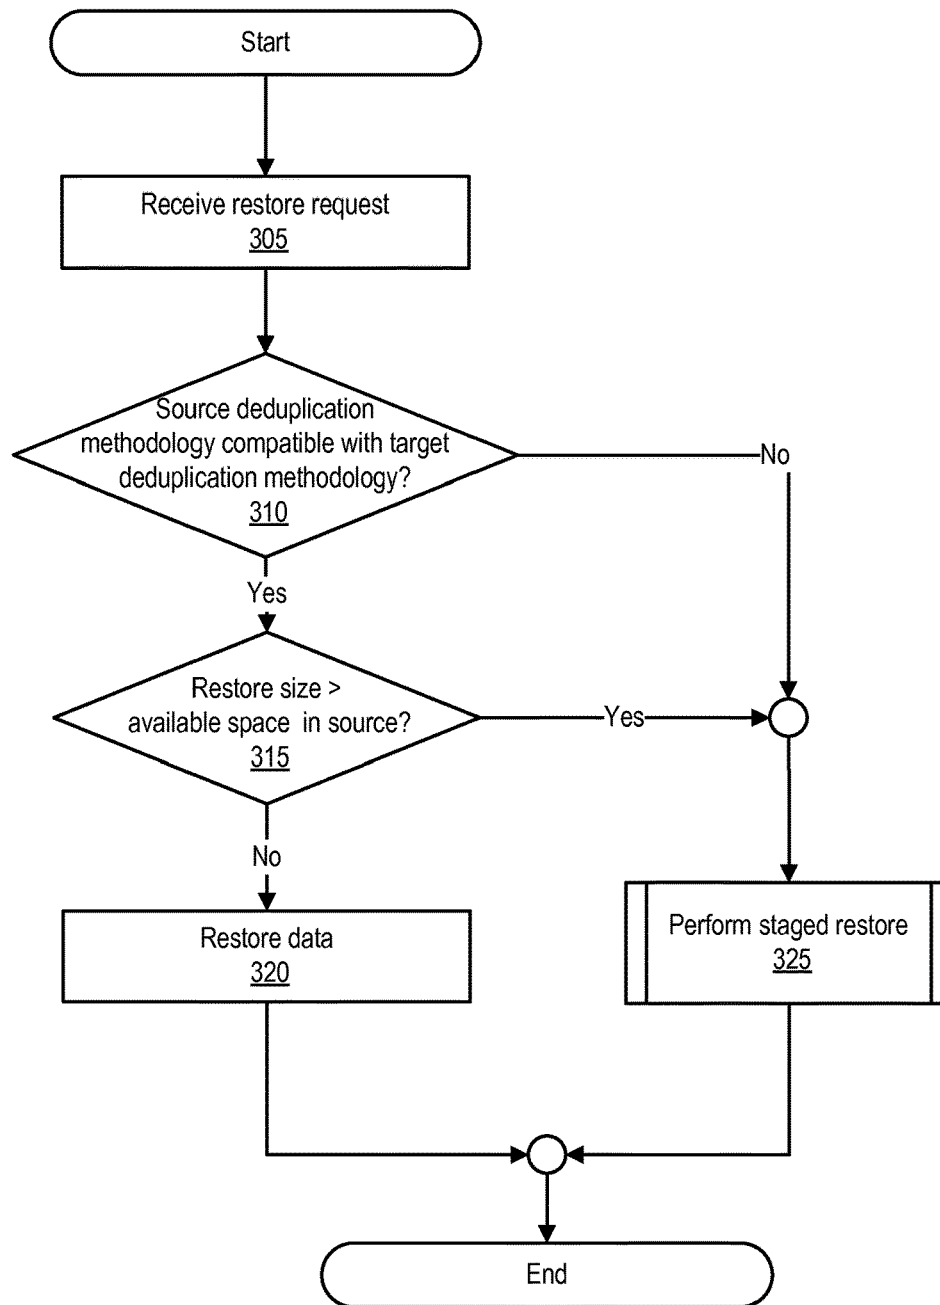 Start
Receive restore request
305
Source deduplication
methodology compatible with target
deduplication methodology?
310
No
Yes
Restore size >
available space in source?
315
Yes
No
Restore data
320
Perform staged restore
325
End